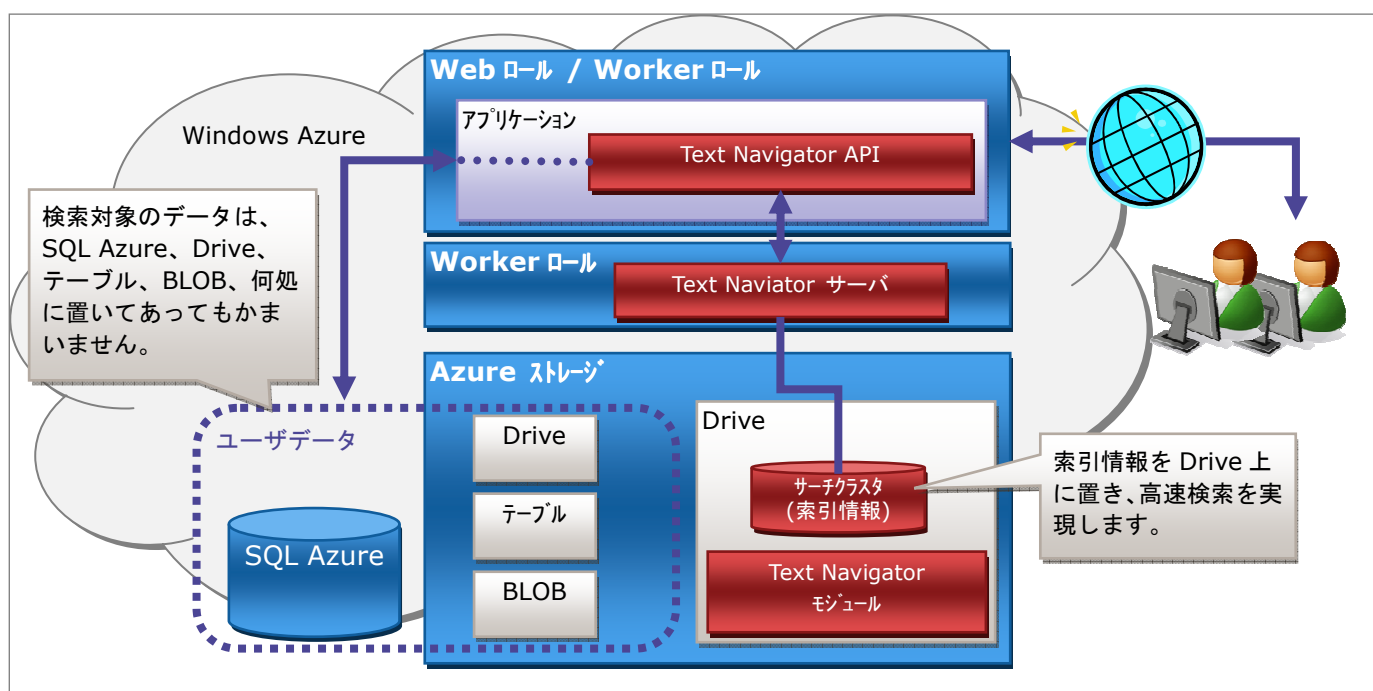 Web ﾛｰﾙ / Worker ﾛｰﾙ
ｱﾌﾟﾘｹｰｼｮﾝ
Text Navigator API
Windows Azure
検索対象のデータは、
SQL Azure、Drive、
テーブル、BLOB、何処
に置いてあってもかま
いません。
Worker ﾛｰﾙ
Text Naviator サーバ
Azure ｽﾄﾚｰｼﾞ
ユーザデータ
SQL Azure
Drive
ﾃｰﾌﾞﾙ
BLOB
Drive
ｻｰﾁｸﾗｽﾀ
(索引情報)
Text Navigator
ﾓｼﾞｭｰﾙ
索引情報を Drive 上
に置き、高速検索を実
現します。